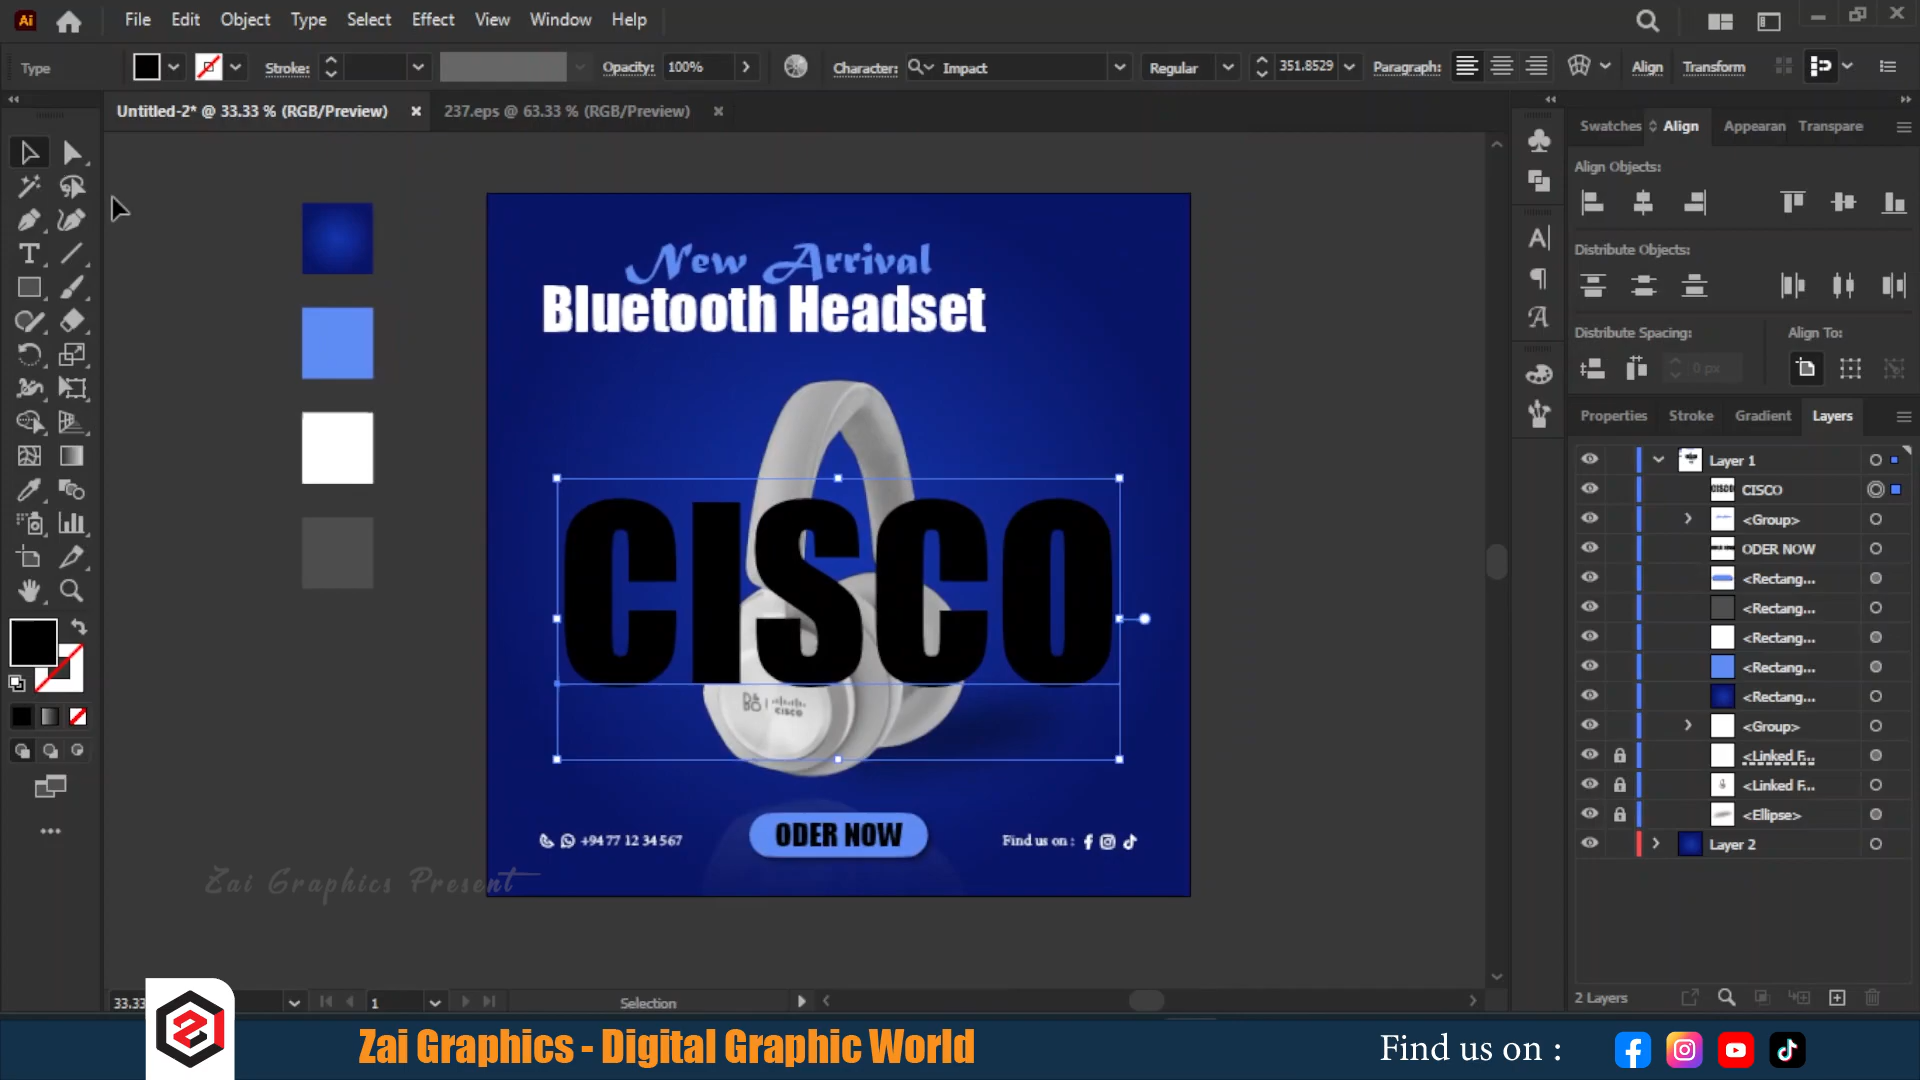 Ai File Edit Object Type Select Effect View Window Help
Type Stroke: Opacity: 100% Character: Impact Regular 351.8529 Paragraph: Align Transform
Untitled-2* @ 33.33 % (RGB/Preview) × 237.eps @ 63.33 % (RGB/Preview) ×
Swatches Align Appearan Transpare
Align Objects:
Distribute Objects:
Distribute Spacing: Align To:
0 px
Properties Stroke Gradient Layers
Layer 1
CISCO
<Group>
ODER NOW
<Rectang...
<Rectang...
<Rectang...
<Rectang...
<Rectang...
<Group>
<Linked F...
<Linked F...
<Ellipse>
Layer 2
2 Layers
New Arrival
Bluetooth Headset
CISCO
CISCO
+94 77 12 34 567
ODER NOW
Find us on :
Zai Graphics Present
33.33
1
Selection
Zai Graphics - Digital Graphic World
Find us on :